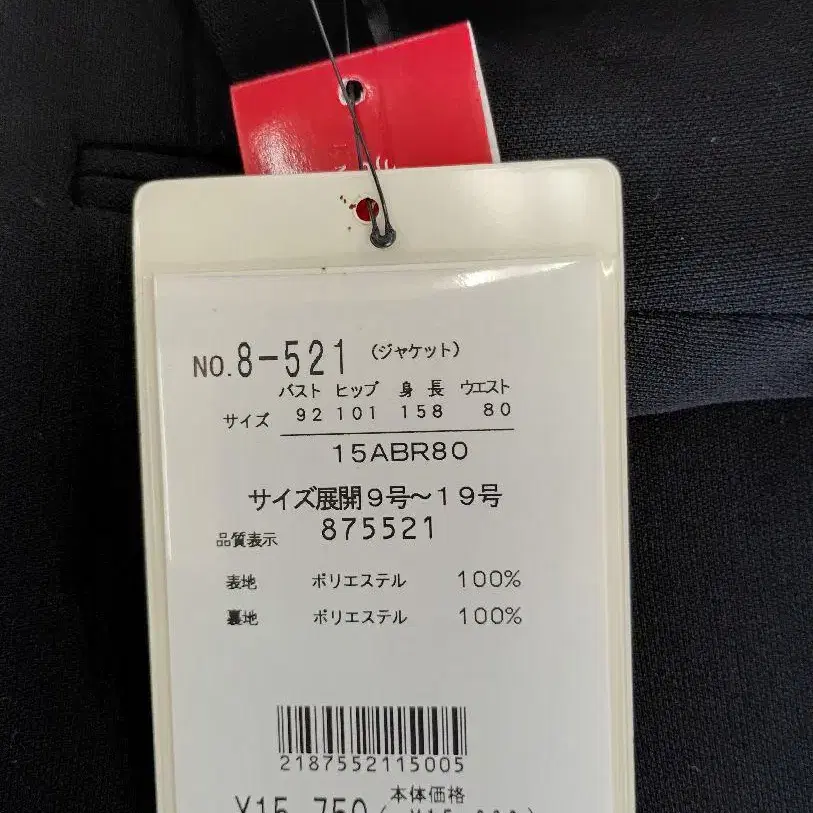 NO.8-521 (ジャケット)
バスト ヒップ 身 長 ウエスト
サイズ 92 101 158 80
15ABR80
サイズ展開9号〜19号
品質表示 875521
表地 ポリエステル 100%
裏地 ポリエステル 100%
2187552115005
本体価格
¥15,750(